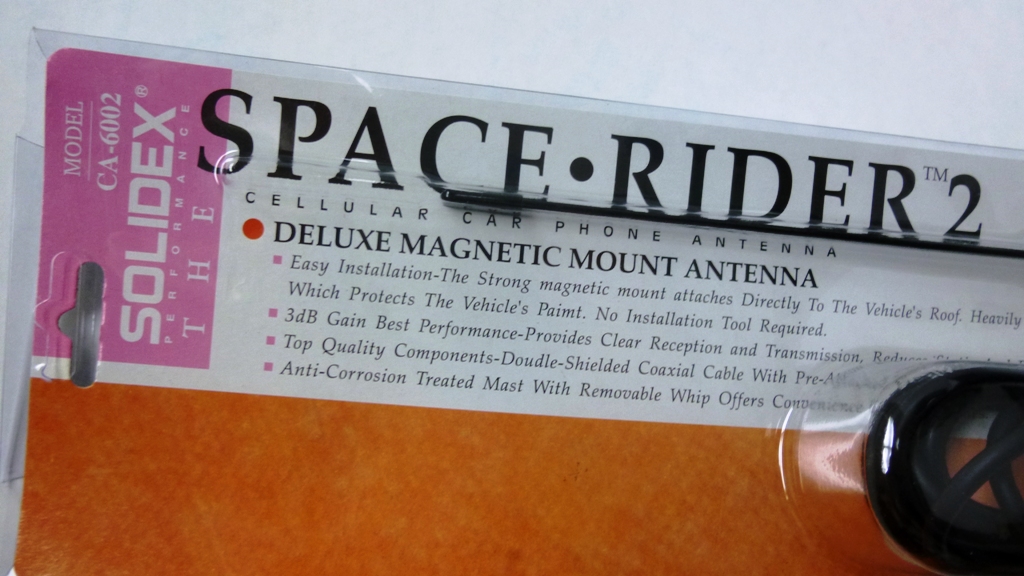 MODEL
CA-6002
SOLIDEX®
PERFORMANCE
THE
SPACE•RIDER™2
CELLULAR CAR PHONE ANTENNA
DELUXE MAGNETIC MOUNT ANTENNA
Easy Installation-The Strong magnetic mount attaches Directly To The Vehicle's Roof. Heavily
Which Protects The Vehicle's Paimt. No Installation Tool Required.
3dB Gain Best Performance-Provides Clear Reception and Transmission,
Top Quality Components-Doudle-Shielded Coaxial Cable With
Anti-Corrosion Treated Mast With Removable Whip Offers Convenience